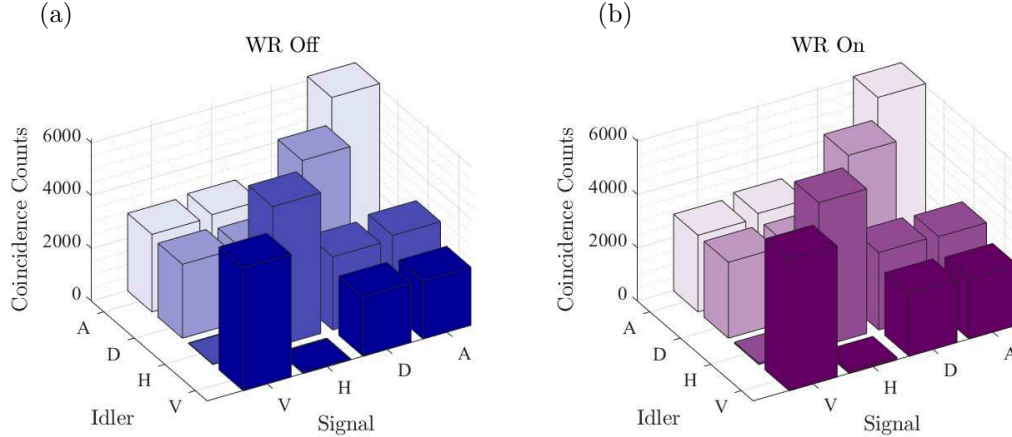 (a)
WR Off
Coincidence Counts
6000
4000
2000
0
A
D
H
V
Idler
V
H
D
A
Signal
(b)
WR On
Coincidence Counts
6000
4000
2000
0
A
D
H
V
Idler
V
H
D
A
Signal